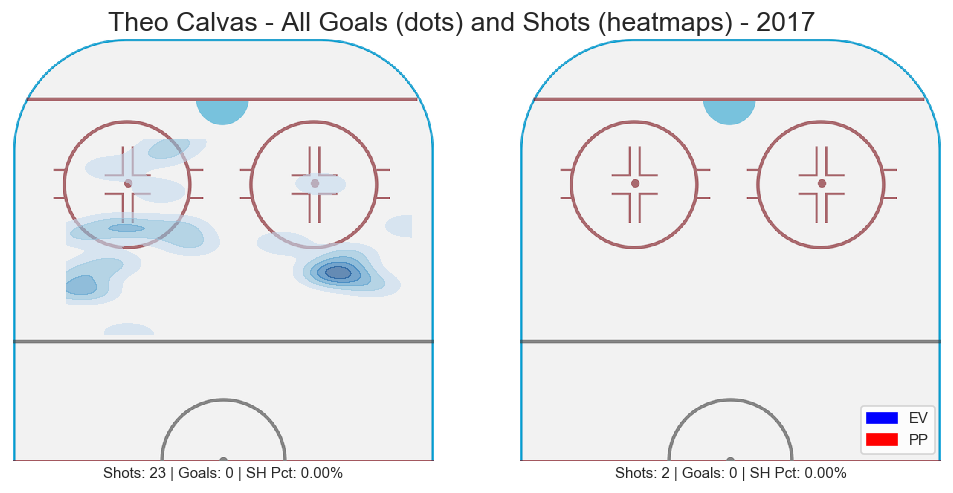 Theo Calvas - All Goals (dots) and Shots (heatmaps) - 2017
EV
PP
Shots: 23 | Goals: 0 | SH Pct: 0.00%
Shots: 2 | Goals: 0 | SH Pct: 0.00%